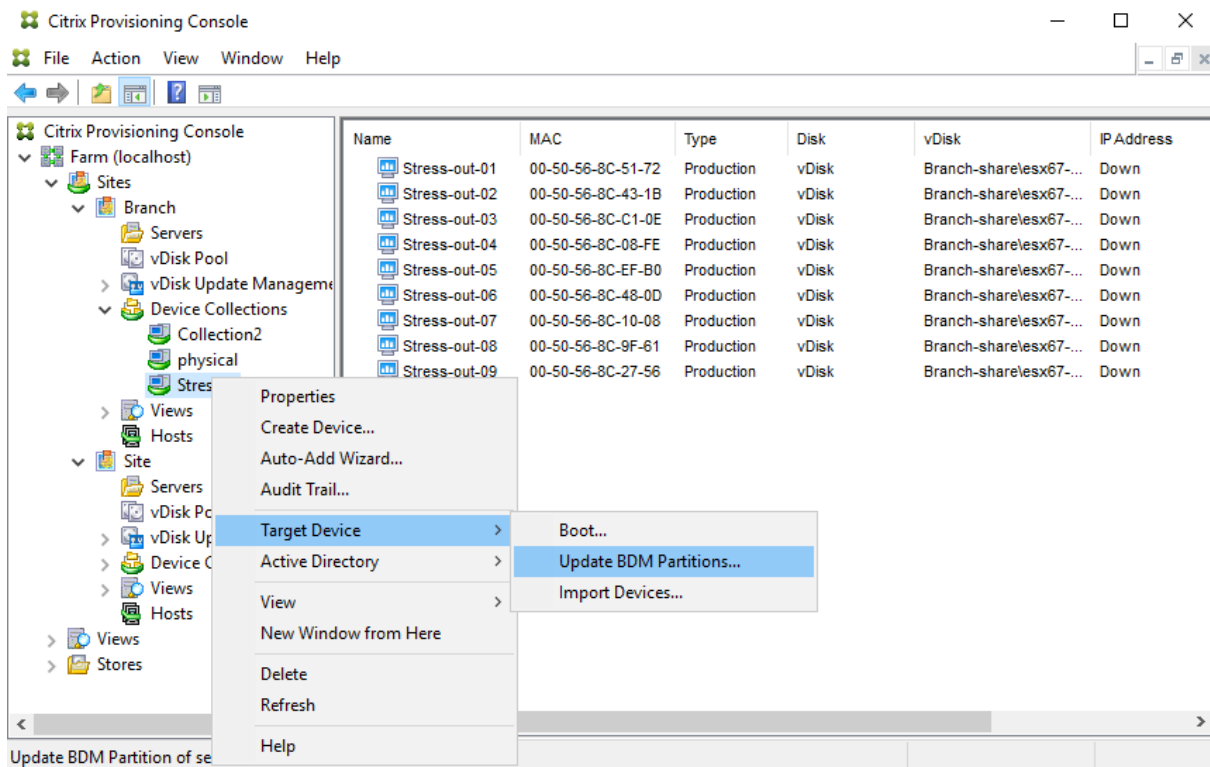 Citrix Provisioning Console
File Action View Window Help
Citrix Provisioning Console
Farm (localhost)
Sites
Branch
Servers
vDisk Pool
vDisk Update Manageme
Device Collections
Collection2
physical
Stres
Views
Hosts
Site
Servers
vDisk Po
vDisk Up
Device C
Views
Hosts
Views
Stores
Name MAC Type Disk vDisk IP Address
Stress-out-01 00-50-56-8C-51-72 Production vDisk Branch-share\esx67-... Down
Stress-out-02 00-50-56-8C-43-1B Production vDisk Branch-share\esx67-... Down
Stress-out-03 00-50-56-8C-C1-0E Production vDisk Branch-share\esx67-... Down
Stress-out-04 00-50-56-8C-08-FE Production vDisk Branch-share\esx67-... Down
Stress-out-05 00-50-56-8C-EF-B0 Production vDisk Branch-share\esx67-... Down
Stress-out-06 00-50-56-8C-48-0D Production vDisk Branch-share\esx67-... Down
Stress-out-07 00-50-56-8C-10-08 Production vDisk Branch-share\esx67-... Down
Stress-out-08 00-50-56-8C-9F-61 Production vDisk Branch-share\esx67-... Down
Stress-out-09 00-50-56-8C-27-56 Production vDisk Branch-share\esx67-... Down
Properties
Create Device...
Auto-Add Wizard...
Audit Trail...
Target Device
Active Directory
View
New Window from Here
Delete
Refresh
Help
Boot...
Update BDM Partitions...
Import Devices...
Update BDM Partition of se